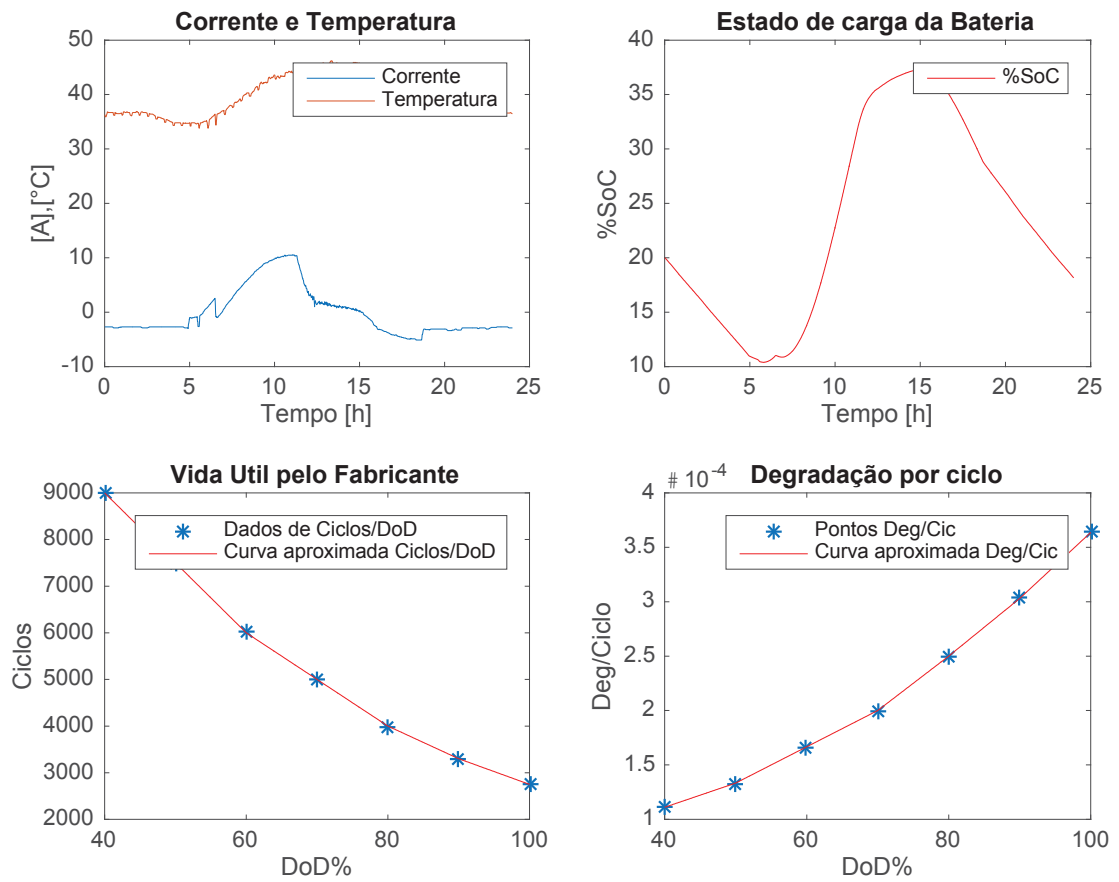 Corrente e Temperatura
50
40
30
20
10
0
-10
[A],[°C]
Corrente
Temperatura
0 5 10 15 20 25
Tempo [h]
Estado de carga da Bateria
40
35
30
25
20
15
10
%SoC
%SoC
0 5 10 15 20 25
Tempo [h]
Vida Util pelo Fabricante
9000
8000
7000
6000
5000
4000
3000
2000
Ciclos
Dados de Ciclos/DoD
Curva aproximada Ciclos/DoD
40 60 80 100
DoD%
# 10-4
Degradação por ciclo
4
3.5
3
2.5
2
1.5
1
Deg/Ciclo
Pontos Deg/Cic
Curva aproximada Deg/Cic
40 60 80 100
DoD%